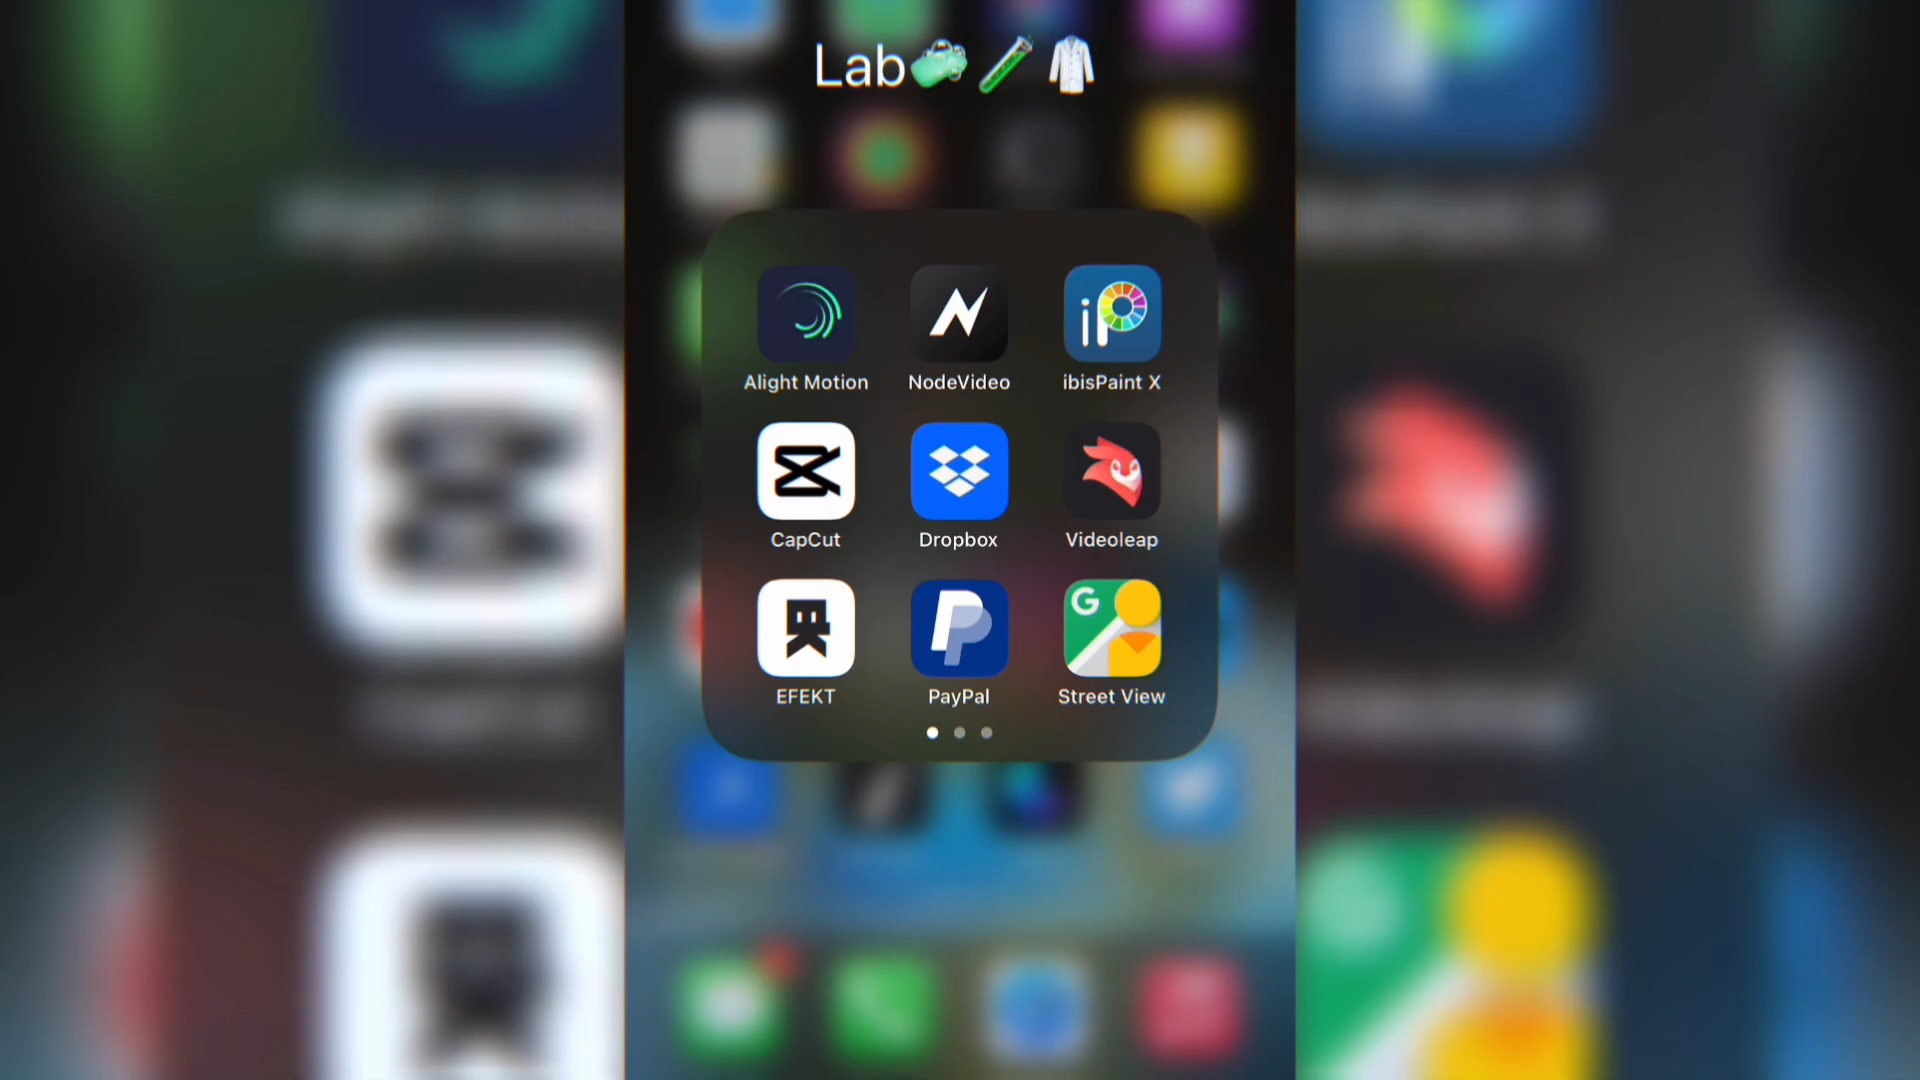 Lab
Alight Motion NodeVideo ibisPaint X
CapCut Dropbox Videoleap
EFEKT PayPal Street View